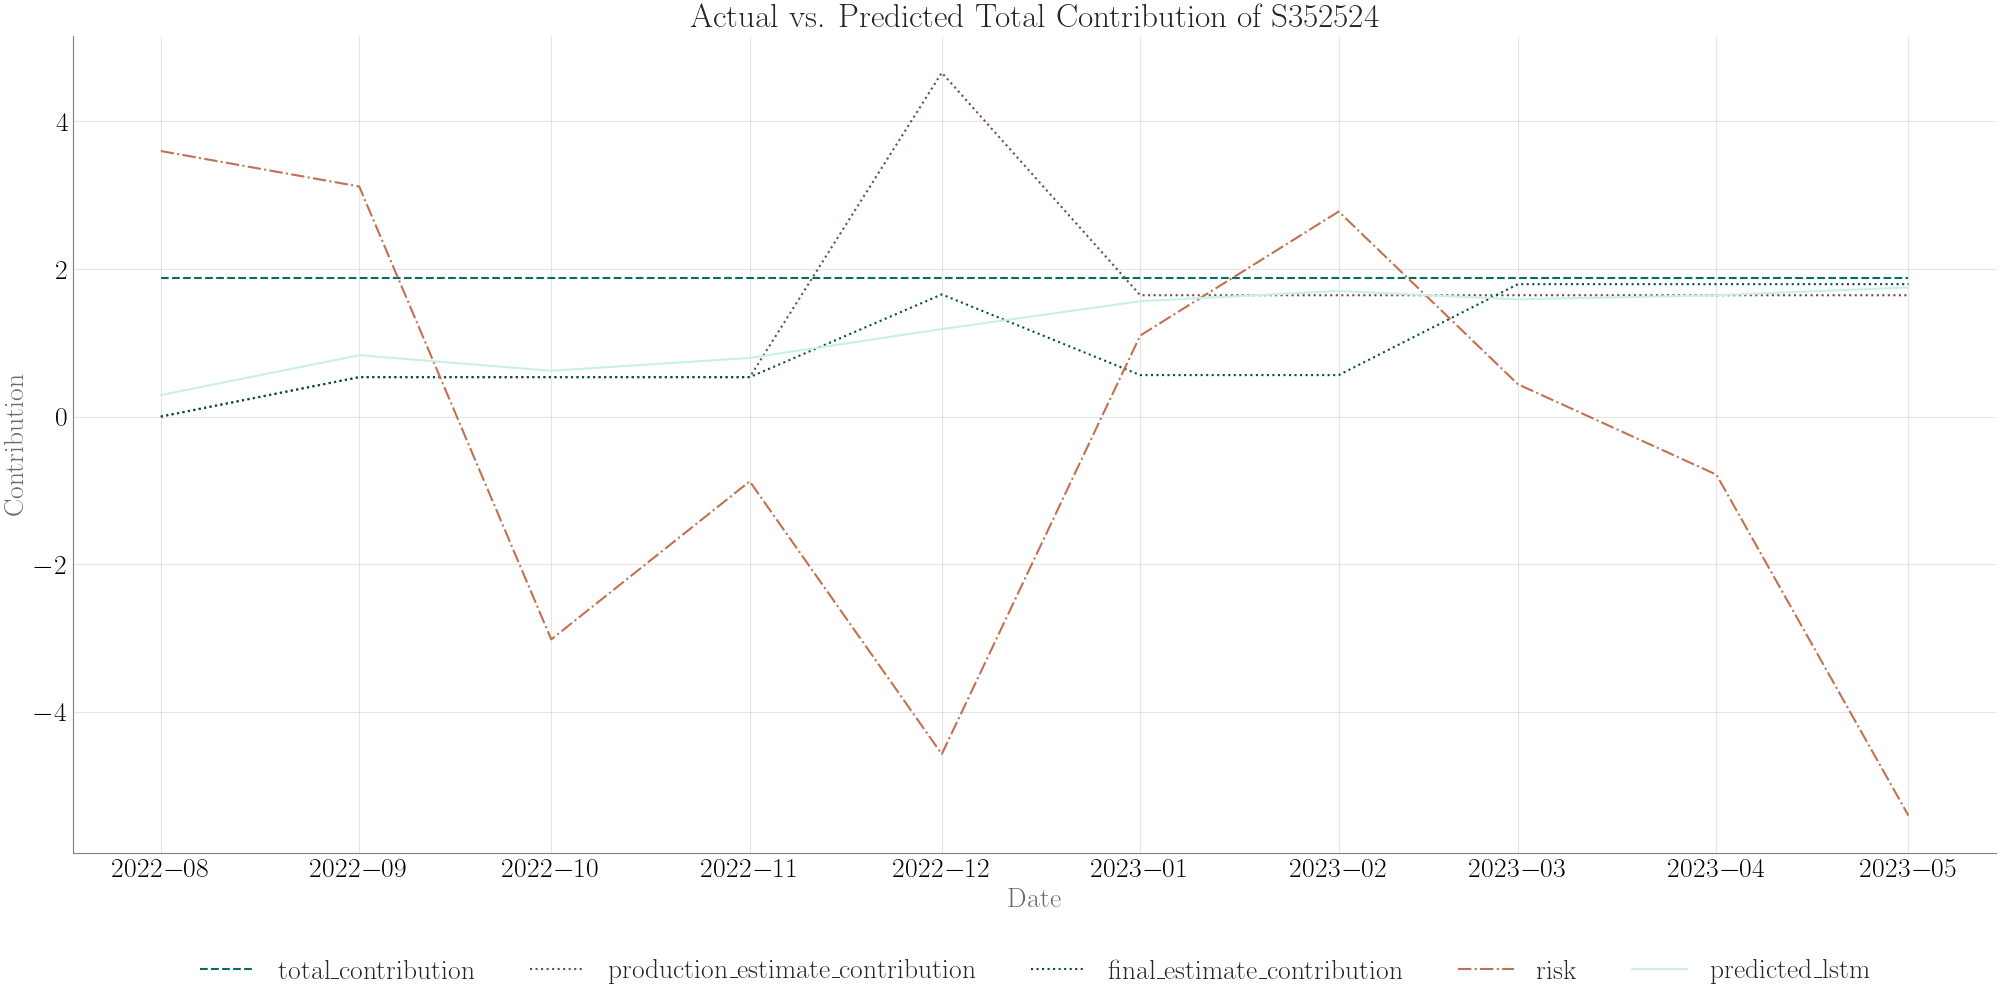 Actual vs. Predicted Total Contribution of S352524
Contribution
4
2
0
−2
−4
2022−08 2022−09 2022−10 2022−11 2022−12 2023−01 2023−02 2023−03 2023−04 2023−05
Date
total_contribution production_estimate_contribution final_estimate_contribution risk predicted_lstm